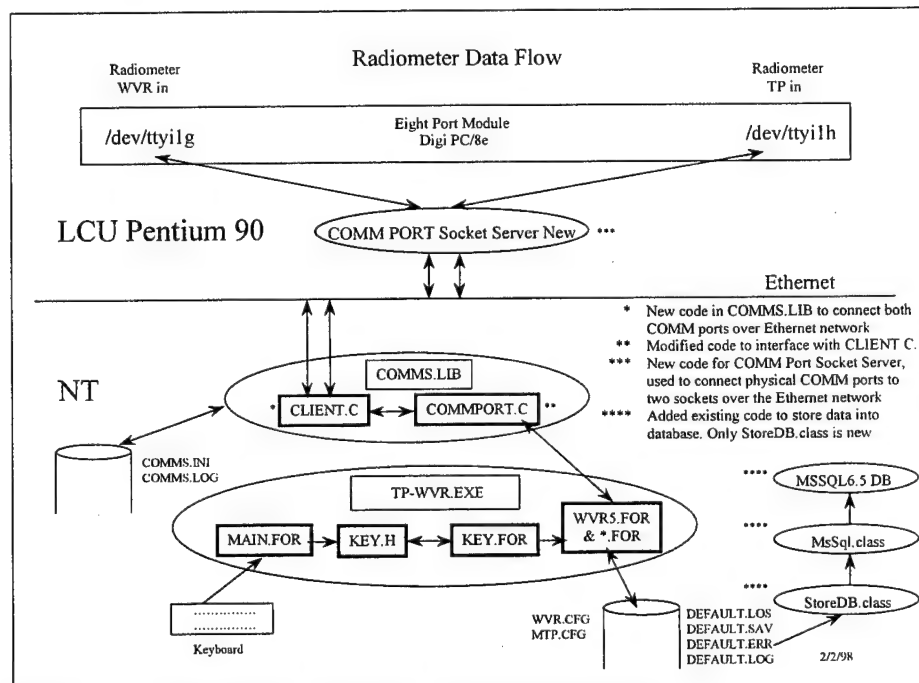 Radiometer Data Flow
Radiometer
WVR in
Radiometer
TP in
/dev/ttyi1g
Eight Port Module
Digi PC/8e
/dev/ttyi1h
LCU Pentium 90
COMM PORT Socket Server New
***
Ethernet
* New code in COMMS.LIB to connect both
COMM ports over Ethernet network
** Modified code to interface with CLIENT C.
*** New code for COMM Port Socket Server,
used to connect physical COMM ports to
two sockets over the Ethernet network
**** Added existing code to store data into
database. Only StoreDB.class is new
NT
COMMS.LIB
* CLIENT.C
COMMPORT.C **
COMMS.INI
COMMS.LOG
TP-WVR.EXE
MAIN.FOR
KEY.H
KEY.FOR
WVR5.FOR
& *.FOR
**** MSSQL6.5 DB
**** MsSql.class
**** StoreDB.class
Keyboard
WVR.CFG
MTP.CFG
DEFAULT.LOS
DEFAULT.SAV
DEFAULT.ERR
DEFAULT.LOG
2/2/98